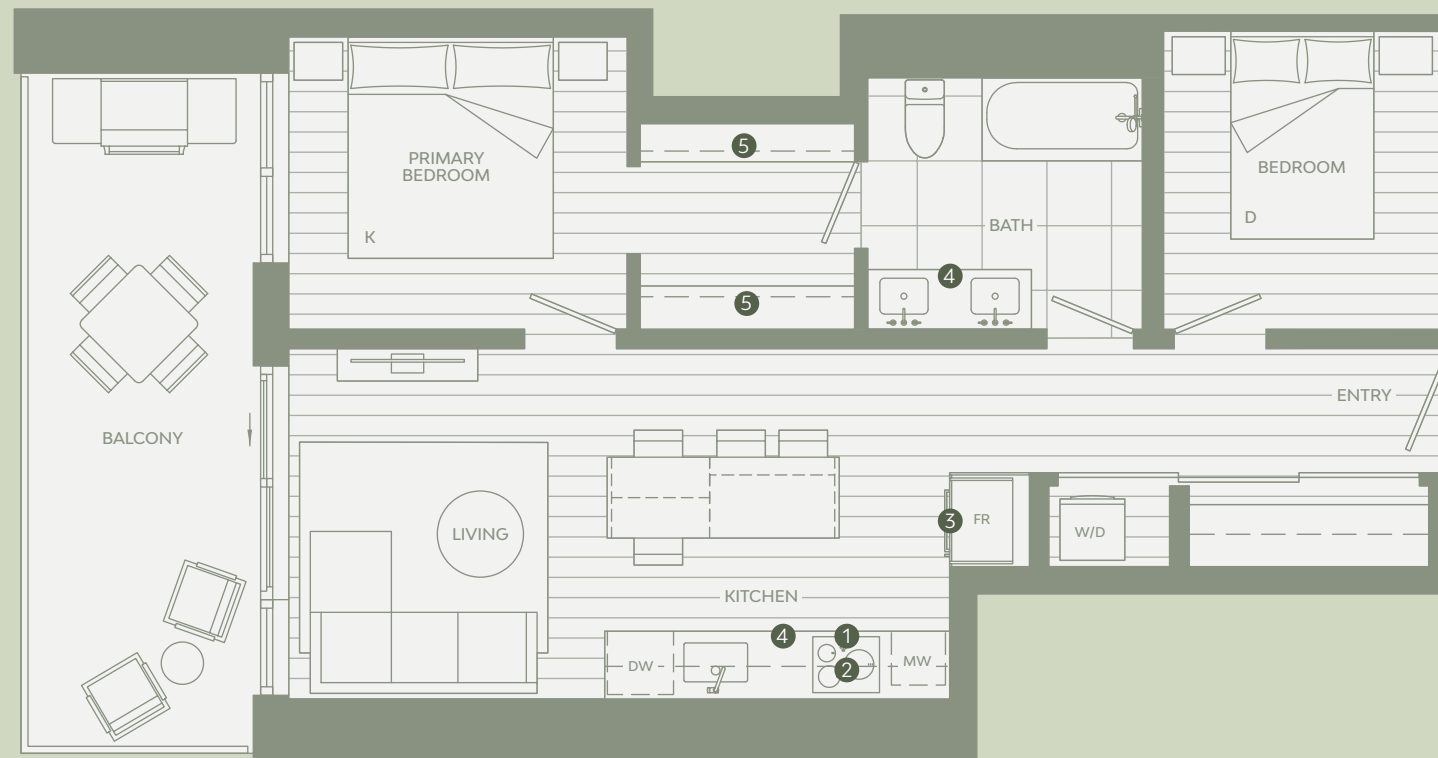 5
PRIMARY
BEDROOM
BEDROOM
K
D
BATH
4
5
ENTRY
BALCONY
LIVING
3
FR
W/D
KITCHEN
4
1
DW
2
MW